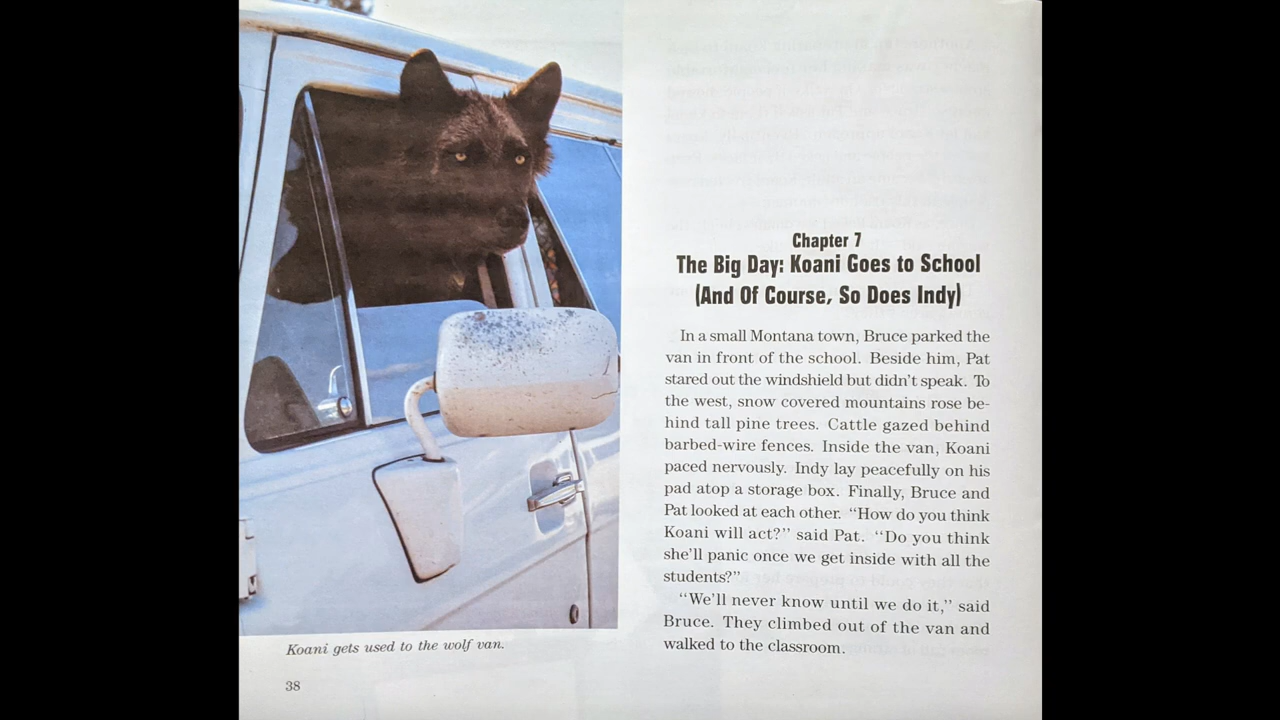 Chapter 7
The Big Day: Koani Goes to School
(And Of Course, So Does Indy)
In a small Montana town, Bruce parked the
van in front of the school. Beside him, Pat
stared out the windshield but didn't speak. To
the west, snow covered mountains rose be-
hind tall pine trees. Cattle gazed behind
barbed-wire fences. Inside the van, Koani
paced nervously. Indy lay peacefully on his
pad atop a storage box. Finally, Bruce and
Pat looked at each other. "How do you think
Koani will act?" said Pat. "Do you think
she'll panic once we get inside with all the
students?"
"We'll never know until we do it," said
Bruce. They climbed out of the van and
walked to the classroom.
Koani gets used to the wolf van.
38